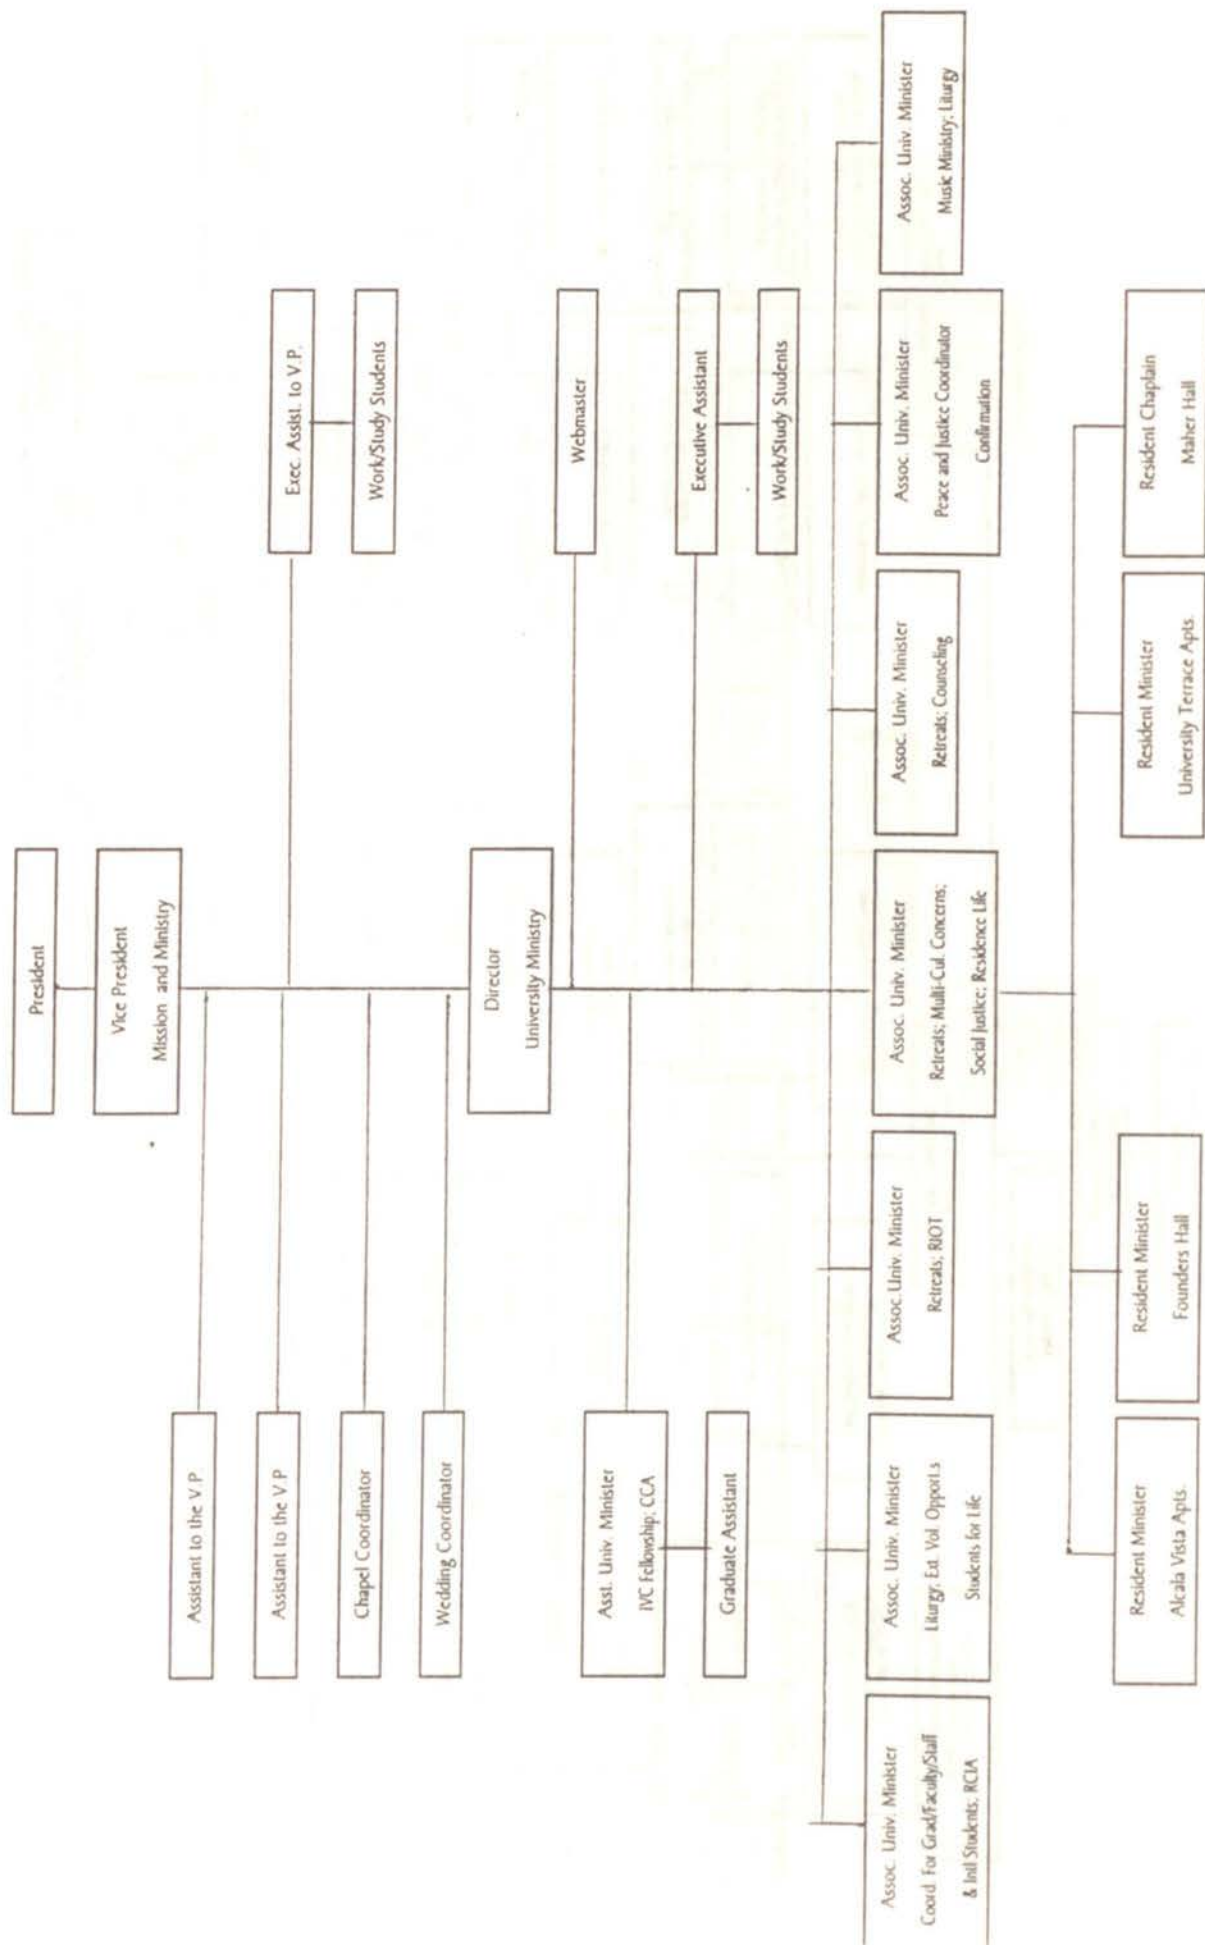 President
Vice President
Mission and Ministry
Assistant to the V.P.
Exec. Assist. to V.P.
Assistant to the V.P
Work/Study Students
Chapel Coordinator
Wedding Coordinator
Director
University Ministry
Webmaster
Asst. Univ. Minister
IVC Fellowship; CCA
Executive Assistant
Graduate Assistant
Work/Study Students
Assoc. Univ. Minister
Coord. For Grad/Faculty/Staff
& Intl Students; RCIA
Assoc. Univ. Minister
Liturgy; Ext. Vol. Opport.s
Students for Life
Assoc. Univ. Minister
Retreats; RIOT
Assoc. Univ. Minister
Retreats; Multi-Cul. Concerns;
Social Justice; Residence Life
Assoc. Univ. Minister
Retreats; Counseling
Assoc. Univ. Minister
Peace and Justice Coordinator
Confirmation
Assoc. Univ. Minister
Music Ministry; Liturgy
Resident Minister
Alcala Vista Apts.
Resident Minister
Founders Hall
Resident Minister
University Terrace Apts.
Resident Chaplain
Maher Hall